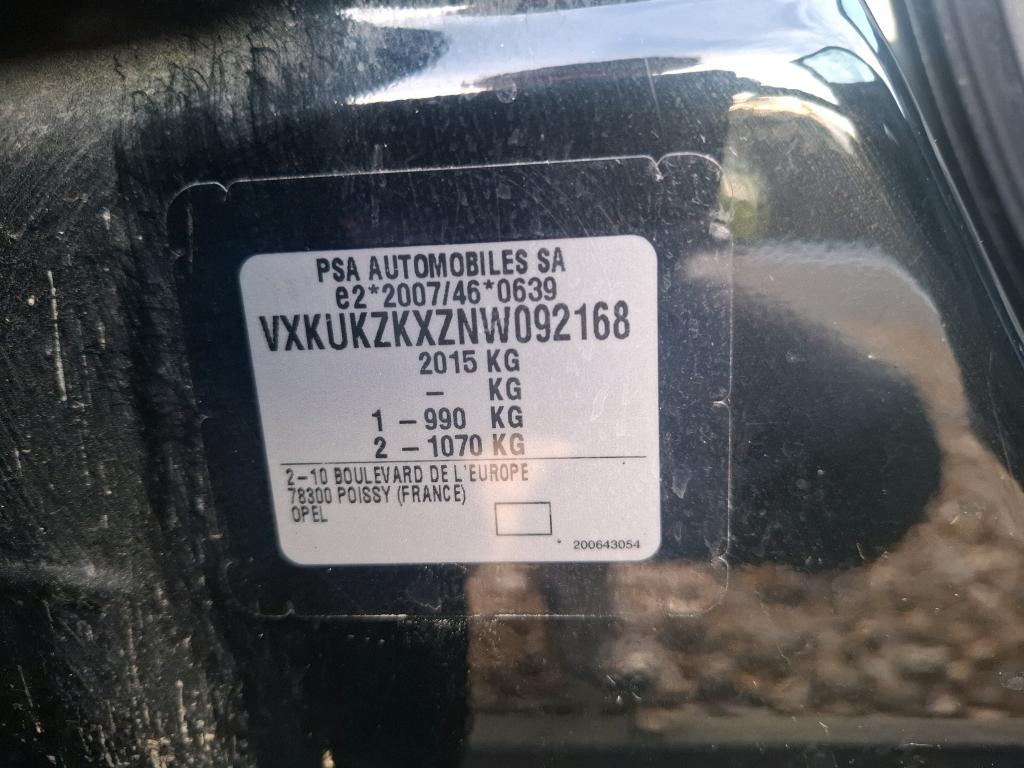 PSA AUTOMOBILES SA
e2*2007/46*0639
VXKUKZKXZNW092168
2015 KG
– KG
1 – 990 KG
2 – 1070 KG
2–10 BOULEVARD DE L'EUROPE
78300 POISSY (FRANCE)
OPEL
* 200643054